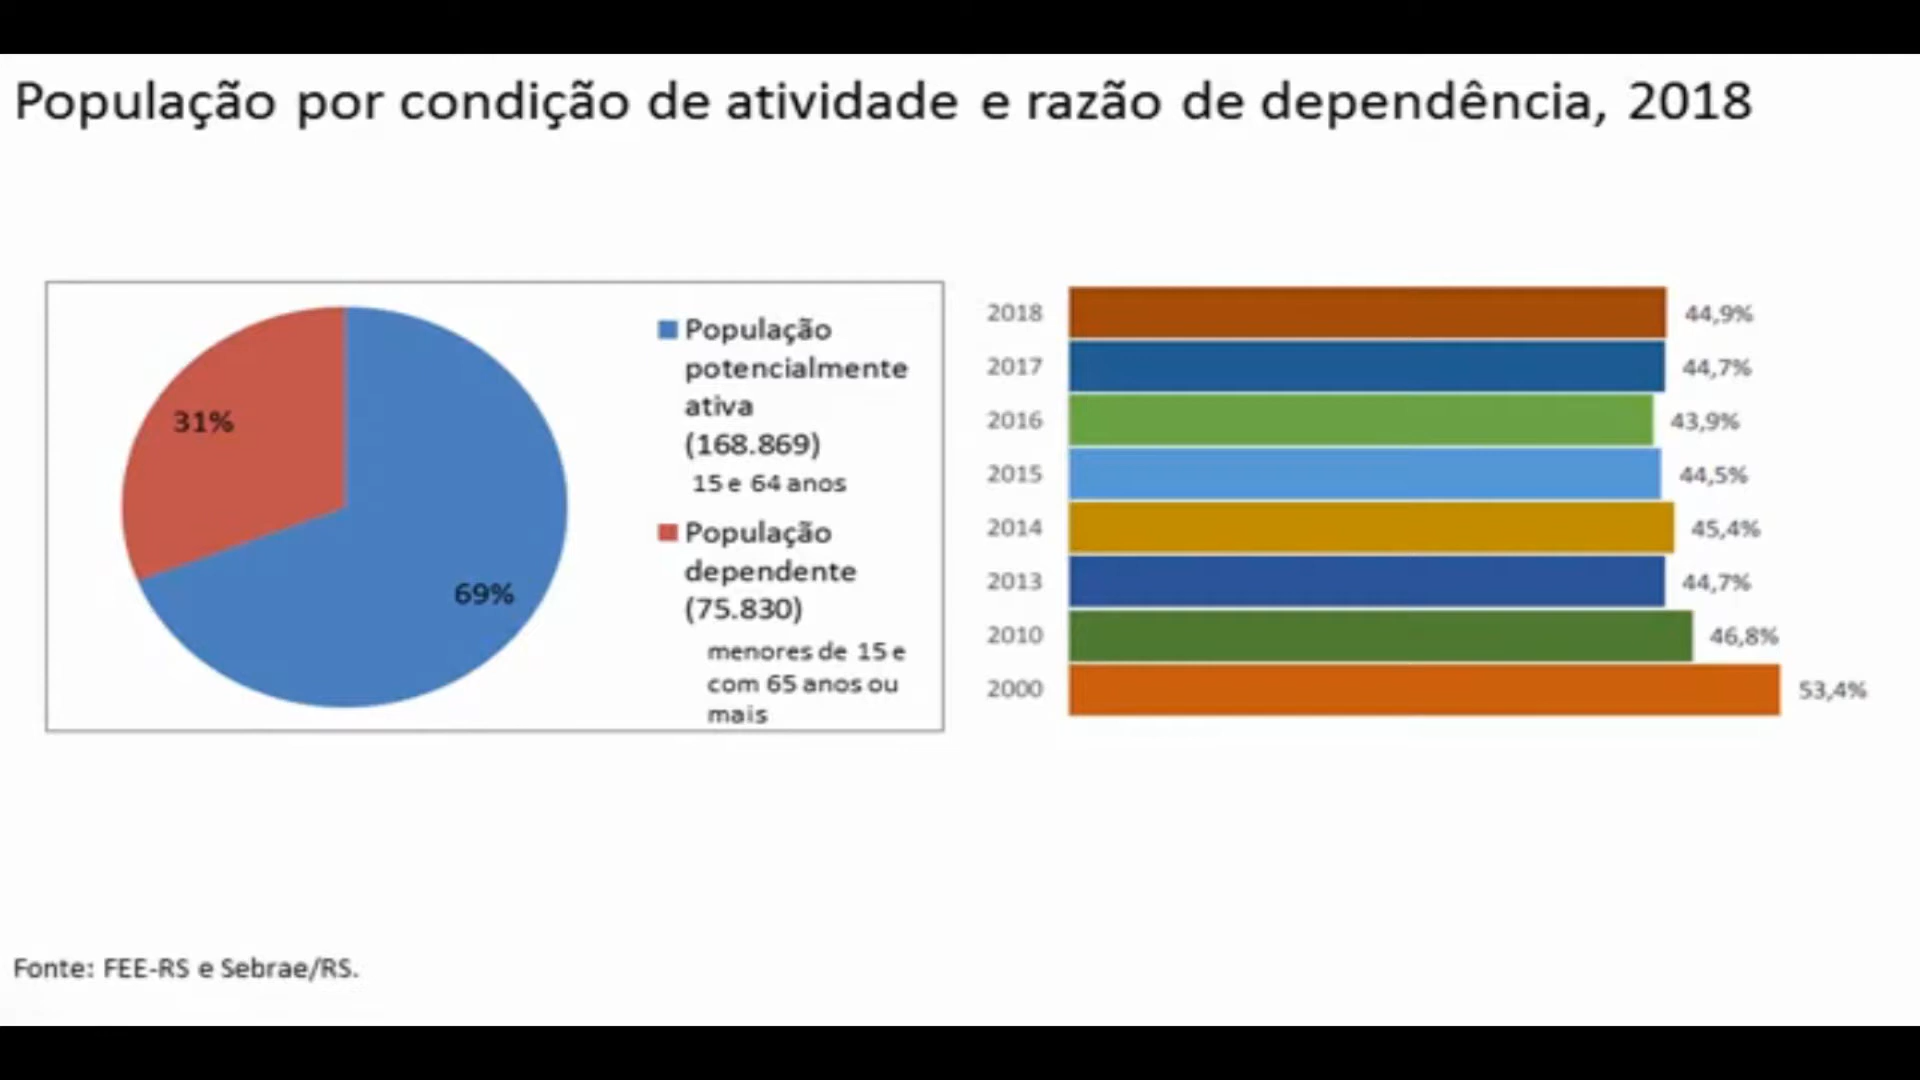 População por condição de atividade e razão de dependência, 2018
31%
69%
População
potencialmente
ativa
(168.869)
15 e 64 anos
População
dependente
(75.830)
menores de 15 e
com 65 anos ou
mais
2018 44,9%
2017 44,7%
2016 43,9%
2015 44,5%
2014 45,4%
2013 44,7%
2010 46,8%
2000 53,4%
Fonte: FEE-RS e Sebrae/RS.